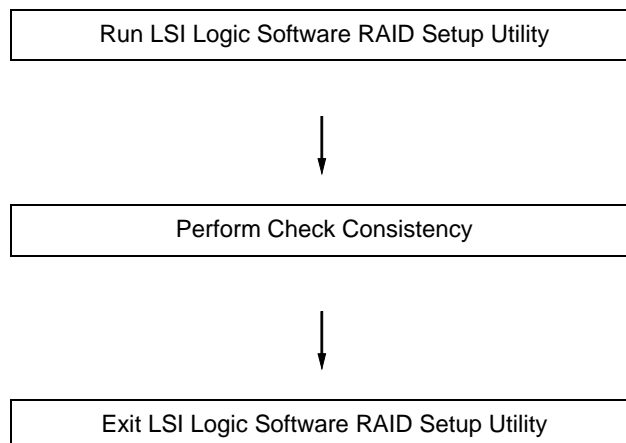 Run LSI Logic Software RAID Setup Utility
Perform Check Consistency
Exit LSI Logic Software RAID Setup Utility